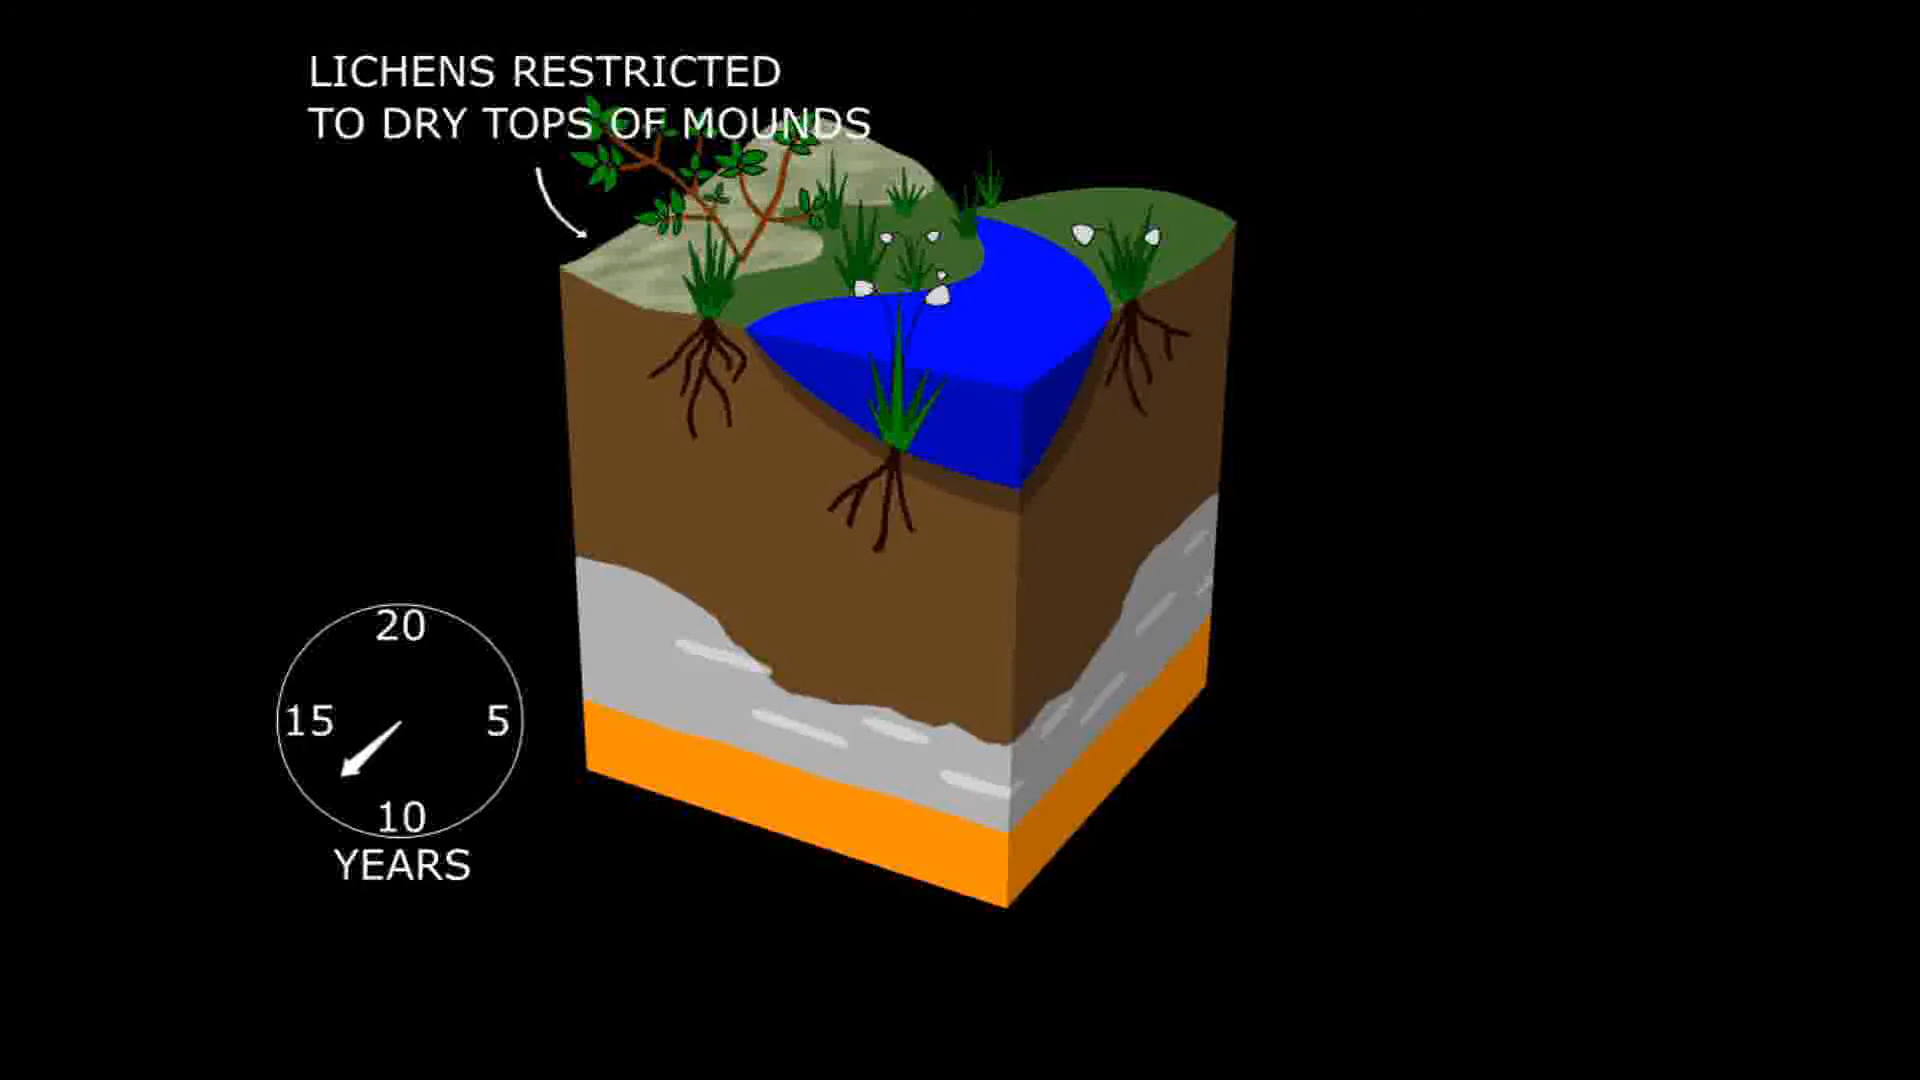 LICHENS RESTRICTED
TO DRY TOPS OF MOUNDS
20
15 5
10
YEARS